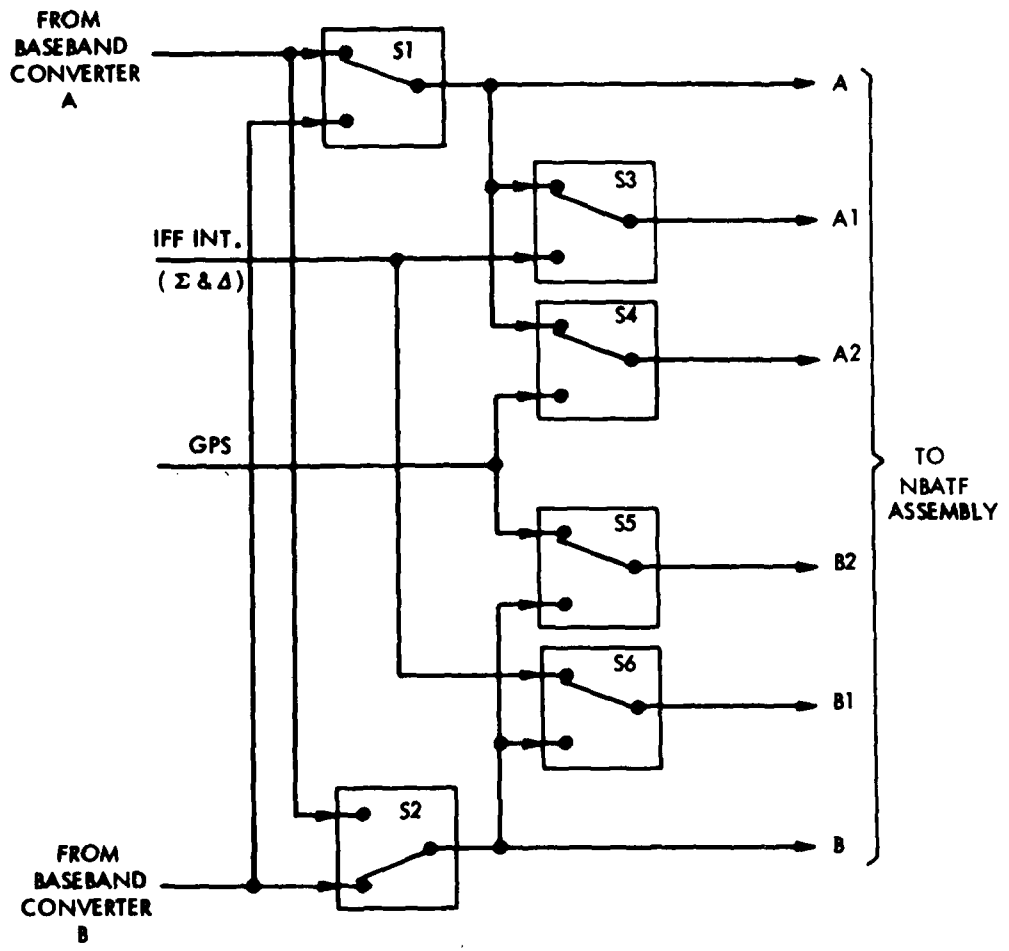 FROM
BASEBAND
CONVERTER
A
S1
A
S3
A1
IFF INT.
(Σ & Δ)
S4
A2
GPS
TO
NBATF
ASSEMBLY
S5
B2
S6
B1
S2
B
FROM
BASEBAND
CONVERTER
B